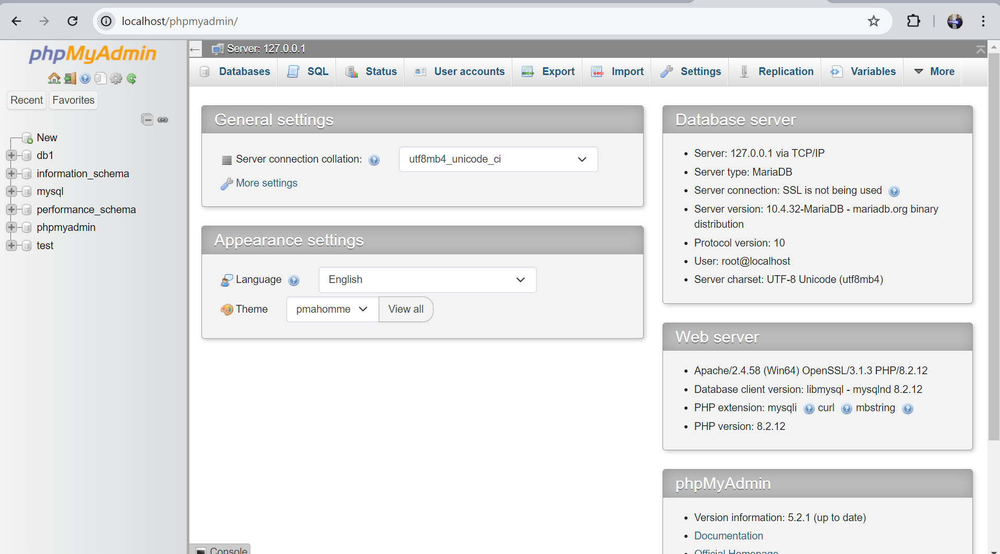 localhost/phpmyadmin/
phpMyAdmin
Recent Favorites
New
db1
information_schema
mysql
performance_schema
phpmyadmin
test
Server: 127.0.0.1
Databases SQL Status User accounts Export Import Settings Replication Variables More
General settings
Server connection collation: utf8mb4_unicode_ci
More settings
Appearance settings
Language English
Theme pmahomme View all
Database server
Server: 127.0.0.1 via TCP/IP
Server type: MariaDB
Server connection: SSL is not being used
Server version: 10.4.32-MariaDB - mariadb.org binary
distribution
Protocol version: 10
User: root@localhost
Server charset: UTF-8 Unicode (utf8mb4)
Web server
Apache/2.4.58 (Win64) OpenSSL/3.1.3 PHP/8.2.12
Database client version: libmysql - mysqlnd 8.2.12
PHP extension: mysqli curl mbstring
PHP version: 8.2.12
phpMyAdmin
Version information: 5.2.1 (up to date)
Documentation
Official Homepage
Console